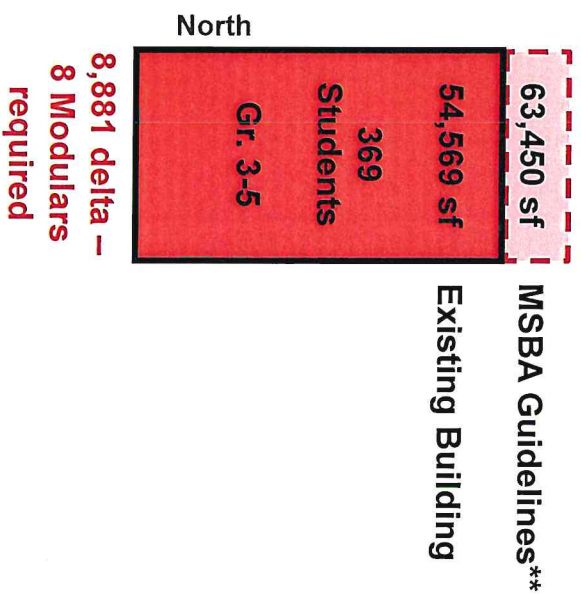 North
63,450 sf
MSBA Guidelines**
54,569 sf
Existing Building
369
Students
Gr. 3-5
8,881 delta –
8 Modulars
required